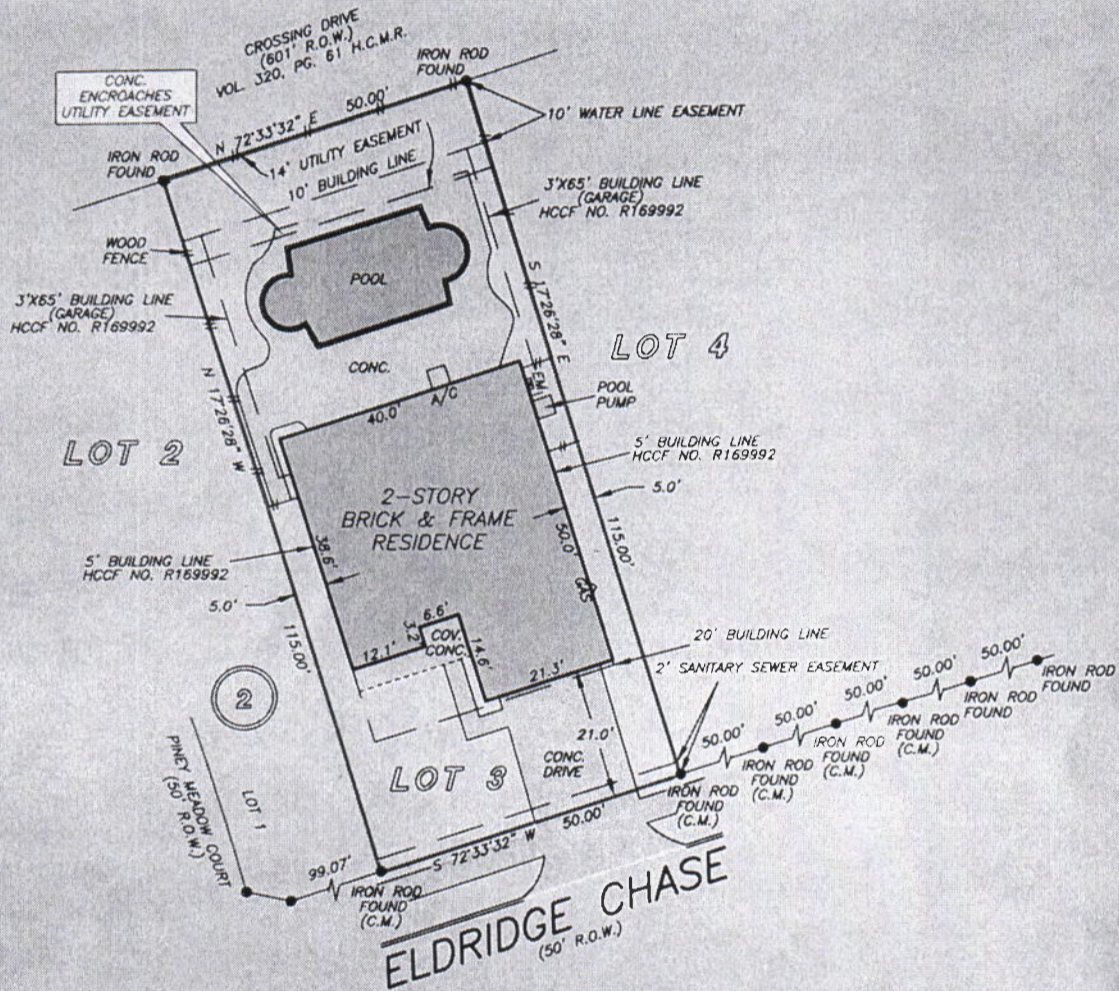 CROSSING DRIVE
(601' R.O.W.)
VOL. 320, PG. 61 H.C.M.R.
CONC.
ENCROACHES
UTILITY EASEMENT
IRON ROD
FOUND
IRON ROD
FOUND
N 72°33'32" E
50.00'
10' WATER LINE EASEMENT
14' UTILITY EASEMENT
10' BUILDING LINE
3'X65' BUILDING LINE
(GARAGE)
HCCF NO. R169992
WOOD
FENCE
POOL
3'X65' BUILDING LINE
(GARAGE)
HCCF NO. R169992
S 17°26'28" E
LOT 4
CONC.
A/C
40.0'
EM
POOL
PUMP
N 17°26'28" W
LOT 2
5' BUILDING LINE
HCCF NO. R169992
5.0'
2-STORY
BRICK & FRAME
RESIDENCE
38.6'
50.0'
115.00'
GAS
5' BUILDING LINE
HCCF NO. R169992
5.0'
115.00'
6.6'
3.2'
COV.
CONC.
12.1'
14.6'
21.3'
20' BUILDING LINE
2' SANITARY SEWER EASEMENT
2
21.0'
CONC.
DRIVE
LOT 3
PINEY MEADOW COURT
(50' R.O.W.)
LOT 1
99.07'
IRON ROD
FOUND
(C.M.)
S 72°33'32" W
50.00'
IRON ROD
FOUND
(C.M.)
50.00'
IRON ROD
FOUND
(C.M.)
50.00'
IRON ROD
FOUND
(C.M.)
50.00'
IRON ROD
FOUND
(C.M.)
50.00'
IRON ROD
FOUND
50.00'
IRON ROD
FOUND
ELDRIDGE CHASE
(50' R.O.W.)